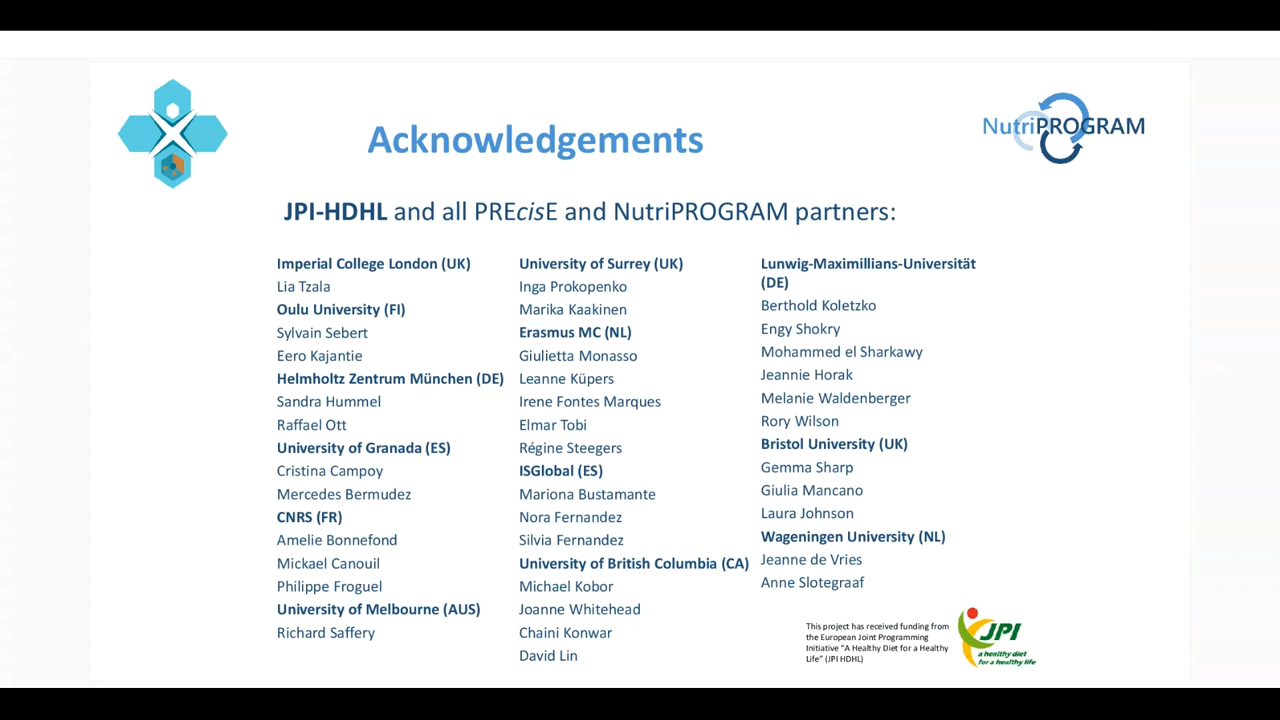 Acknowledgements
NutriPROGRAM
JPI-HDHL and all PREcisE and NutriPROGRAM partners:
Imperial College London (UK)
Lia Tzala
Oulu University (FI)
Sylvain Sebert
Eero Kajantie
Helmholtz Zentrum München (DE)
Sandra Hummel
Raffael Ott
University of Granada (ES)
Cristina Campoy
Mercedes Bermudez
CNRS (FR)
Amelie Bonnefond
Mickael Canouil
Philippe Froguel
University of Melbourne (AUS)
Richard Saffery
University of Surrey (UK)
Inga Prokopenko
Marika Kaakinen
Erasmus MC (NL)
Giulietta Monasso
Leanne Küpers
Irene Fontes Marques
Elmar Tobi
Régine Steegers
ISGlobal (ES)
Mariona Bustamante
Nora Fernandez
Silvia Fernandez
University of British Columbia (CA)
Michael Kobor
Joanne Whitehead
Chaini Konwar
David Lin
Lunwig-Maximillians-Universität
(DE)
Berthold Koletzko
Engy Shokry
Mohammed el Sharkawy
Jeannie Horak
Melanie Waldenberger
Rory Wilson
Bristol University (UK)
Gemma Sharp
Giulia Mancano
Laura Johnson
Wageningen University (NL)
Jeanne de Vries
Anne Slotegraaf
This project has received funding from
the European Joint Programming
Initiative “A Healthy Diet for a Healthy
Life” (JPI HDHL)
JPI
a healthy diet
for a healthy life